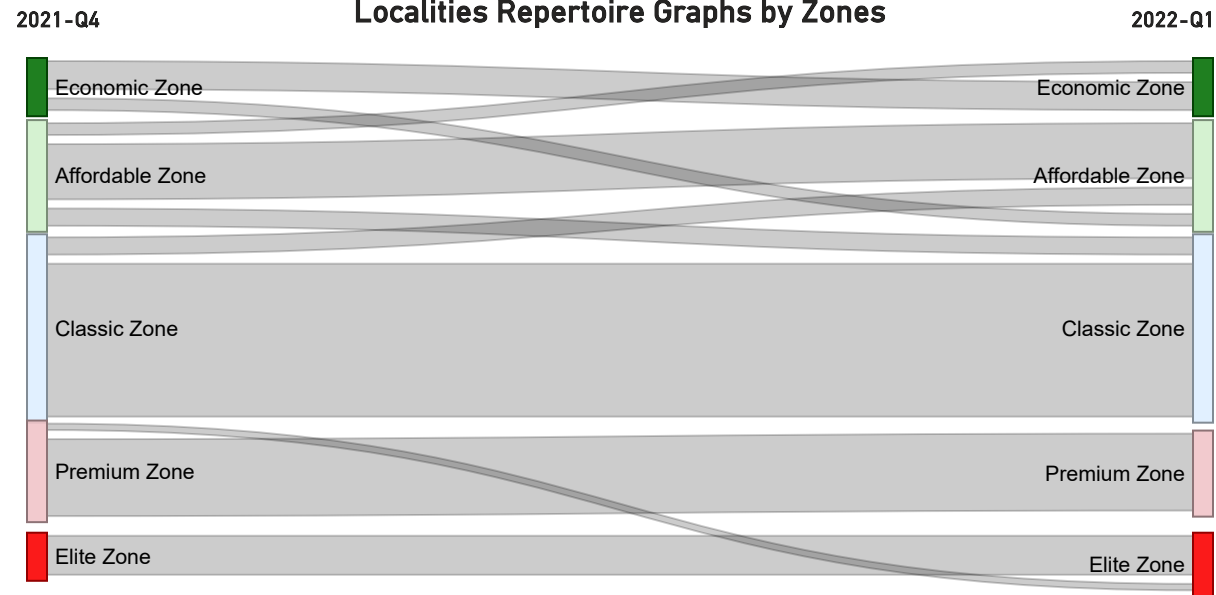 2021-Q4
Localities Repertoire Graphs by Zones
2022-Q1
Economic Zone
Economic Zone
Affordable Zone
Affordable Zone
Classic Zone
Classic Zone
Premium Zone
Premium Zone
Elite Zone
Elite Zone